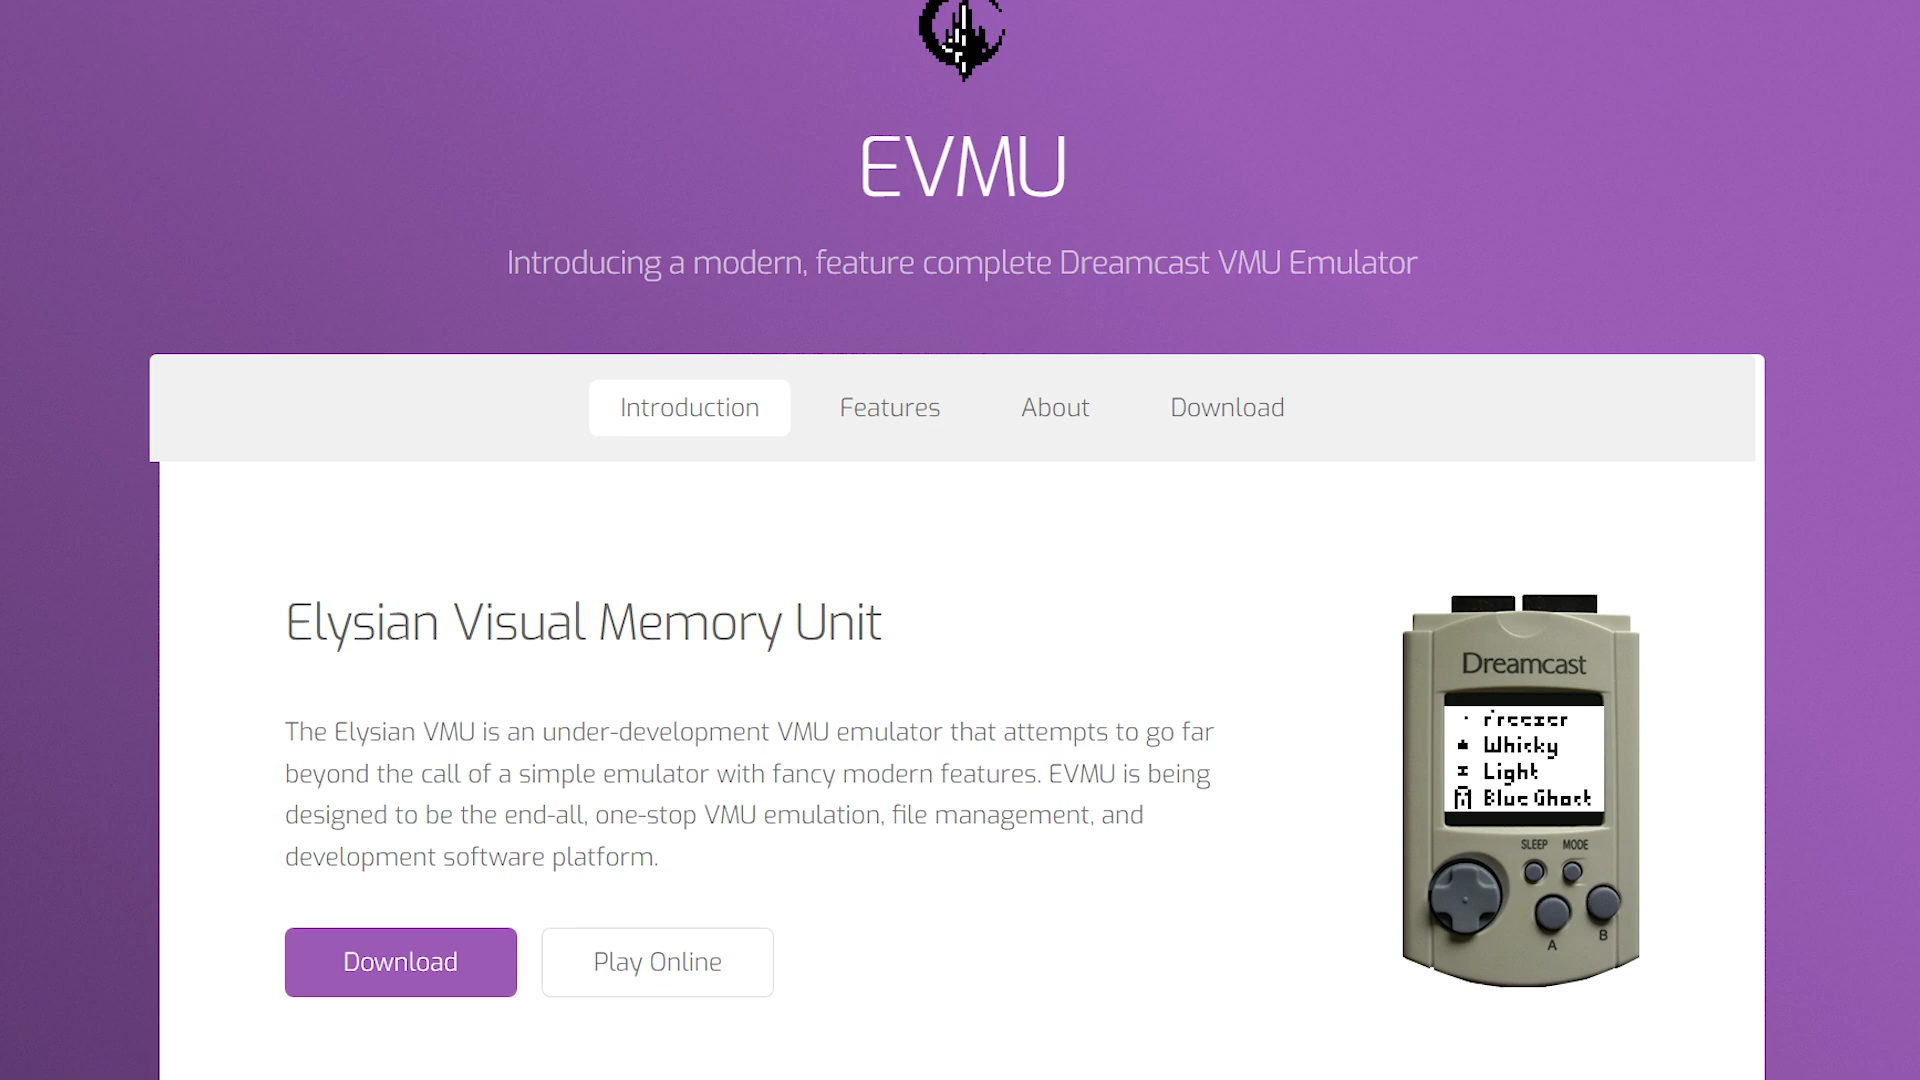 EVMU
Introducing a modern, feature complete Dreamcast VMU Emulator
Introduction Features About Download
Elysian Visual Memory Unit
The Elysian VMU is an under-development VMU emulator that attempts to go far
beyond the call of a simple emulator with fancy modern features. EVMU is being
designed to be the end-all, one-stop VMU emulation, file management, and
development software platform.
Download Play Online
Dreamcast
Freezer
Whisky
Light
Blue Ghost
SLEEP MODE
A B